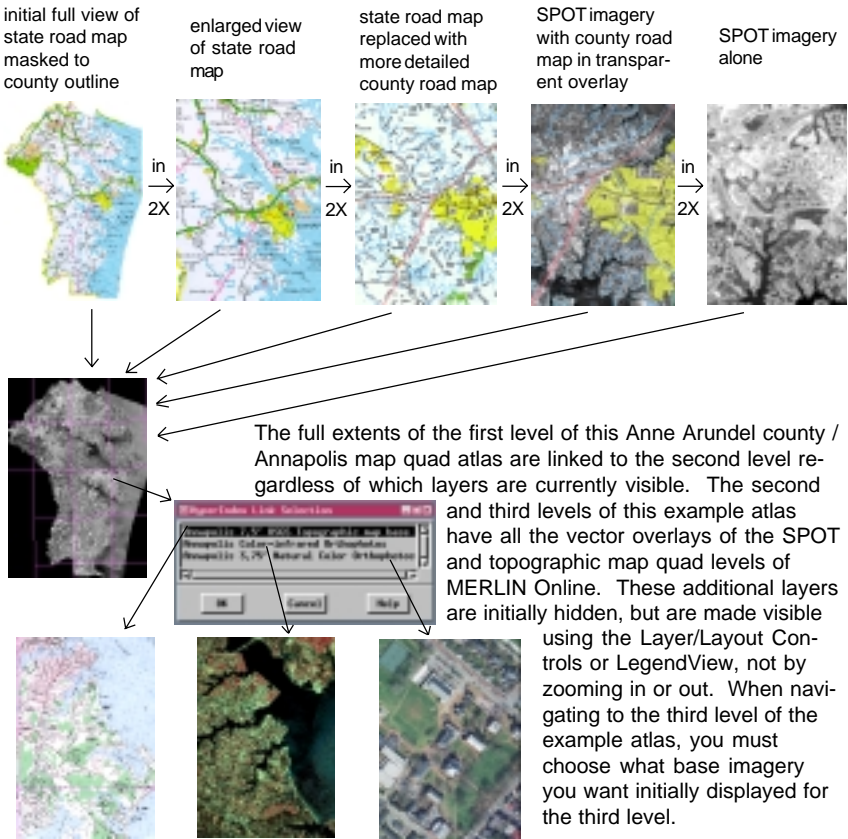 initial full view of
state road map
masked to
county outline
enlarged view
of state road
map
state road map
replaced with
more detailed
county road map
SPOT imagery
with county road
map in transpar-
ent overlay
SPOT imagery
alone
in
2X
in
2X
in
2X
in
2X
The full extents of the first level of this Anne Arundel county /
Annapolis map quad atlas are linked to the second level re-
gardless of which layers are currently visible. The second
and third levels of this example atlas
have all the vector overlays of the SPOT
and topographic map quad levels of
MERLIN Online. These additional layers
are initially hidden, but are made visible
using the Layer/Layout Con-
trols or LegendView, not by
zooming in or out. When navi-
gating to the third level of the
example atlas, you must
choose what base imagery
you want initially displayed for
the third level.
HyperIndex Link Selection
Annapolis 7.5' USGS Topographic map base
Annapolis Color-infrared Orthophotos
Annapolis 3.75' Natural Color Orthophotos
OK
Cancel
Help